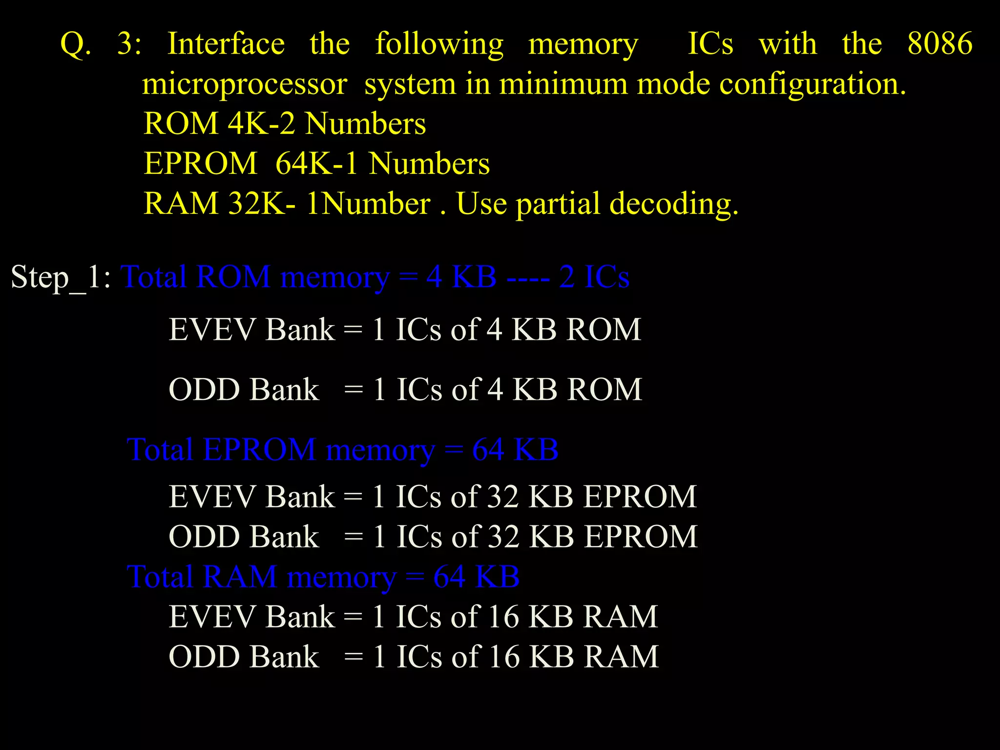 Q. 3: Interface the following memory ICs with the 8086
microprocessor system in minimum mode configuration.
ROM 4K-2 Numbers
EPROM 64K-1 Numbers
RAM 32K- 1Number . Use partial decoding.
Step_1: Total ROM memory = 4 KB ---- 2 ICs
EVEV Bank = 1 ICs of 4 KB ROM
ODD Bank = 1 ICs of 4 KB ROM
Total EPROM memory = 64 KB
EVEV Bank = 1 ICs of 32 KB EPROM
ODD Bank = 1 ICs of 32 KB EPROM
Total RAM memory = 64 KB
EVEV Bank = 1 ICs of 16 KB RAM
ODD Bank = 1 ICs of 16 KB RAM